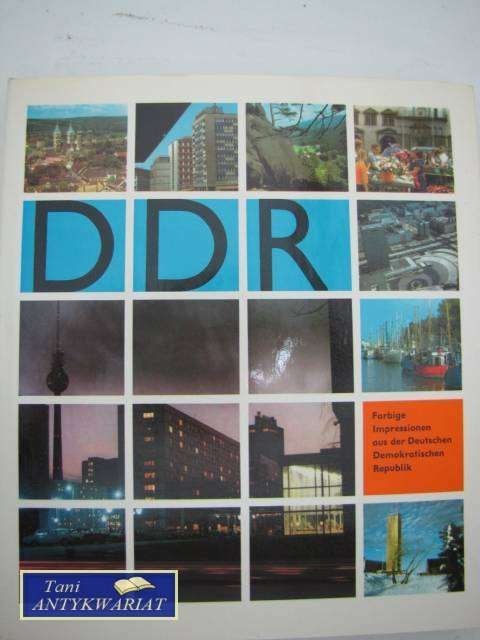 DDR
Farbige
Impressionen
aus der Deutschen
Demokratischen
Republik
Tani
ANTYKWARIAT